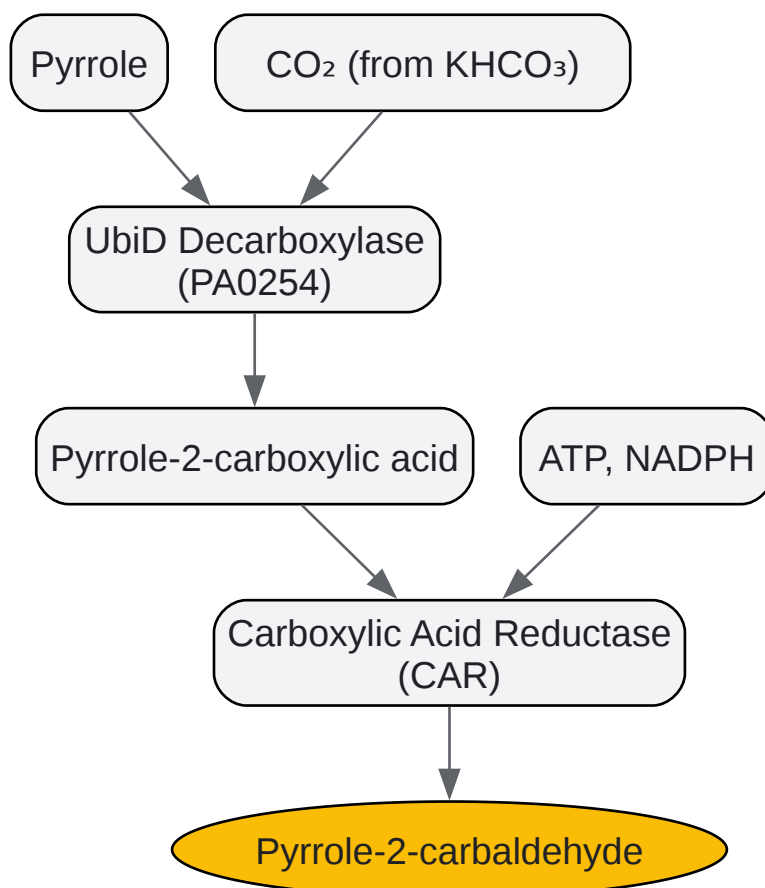 Pyrrole
CO₂ (from KHCO₃)
UbiD Decarboxylase
(PA0254)
Pyrrole-2-carboxylic acid
ATP, NADPH
Carboxylic Acid Reductase
(CAR)
Pyrrole-2-carbaldehyde